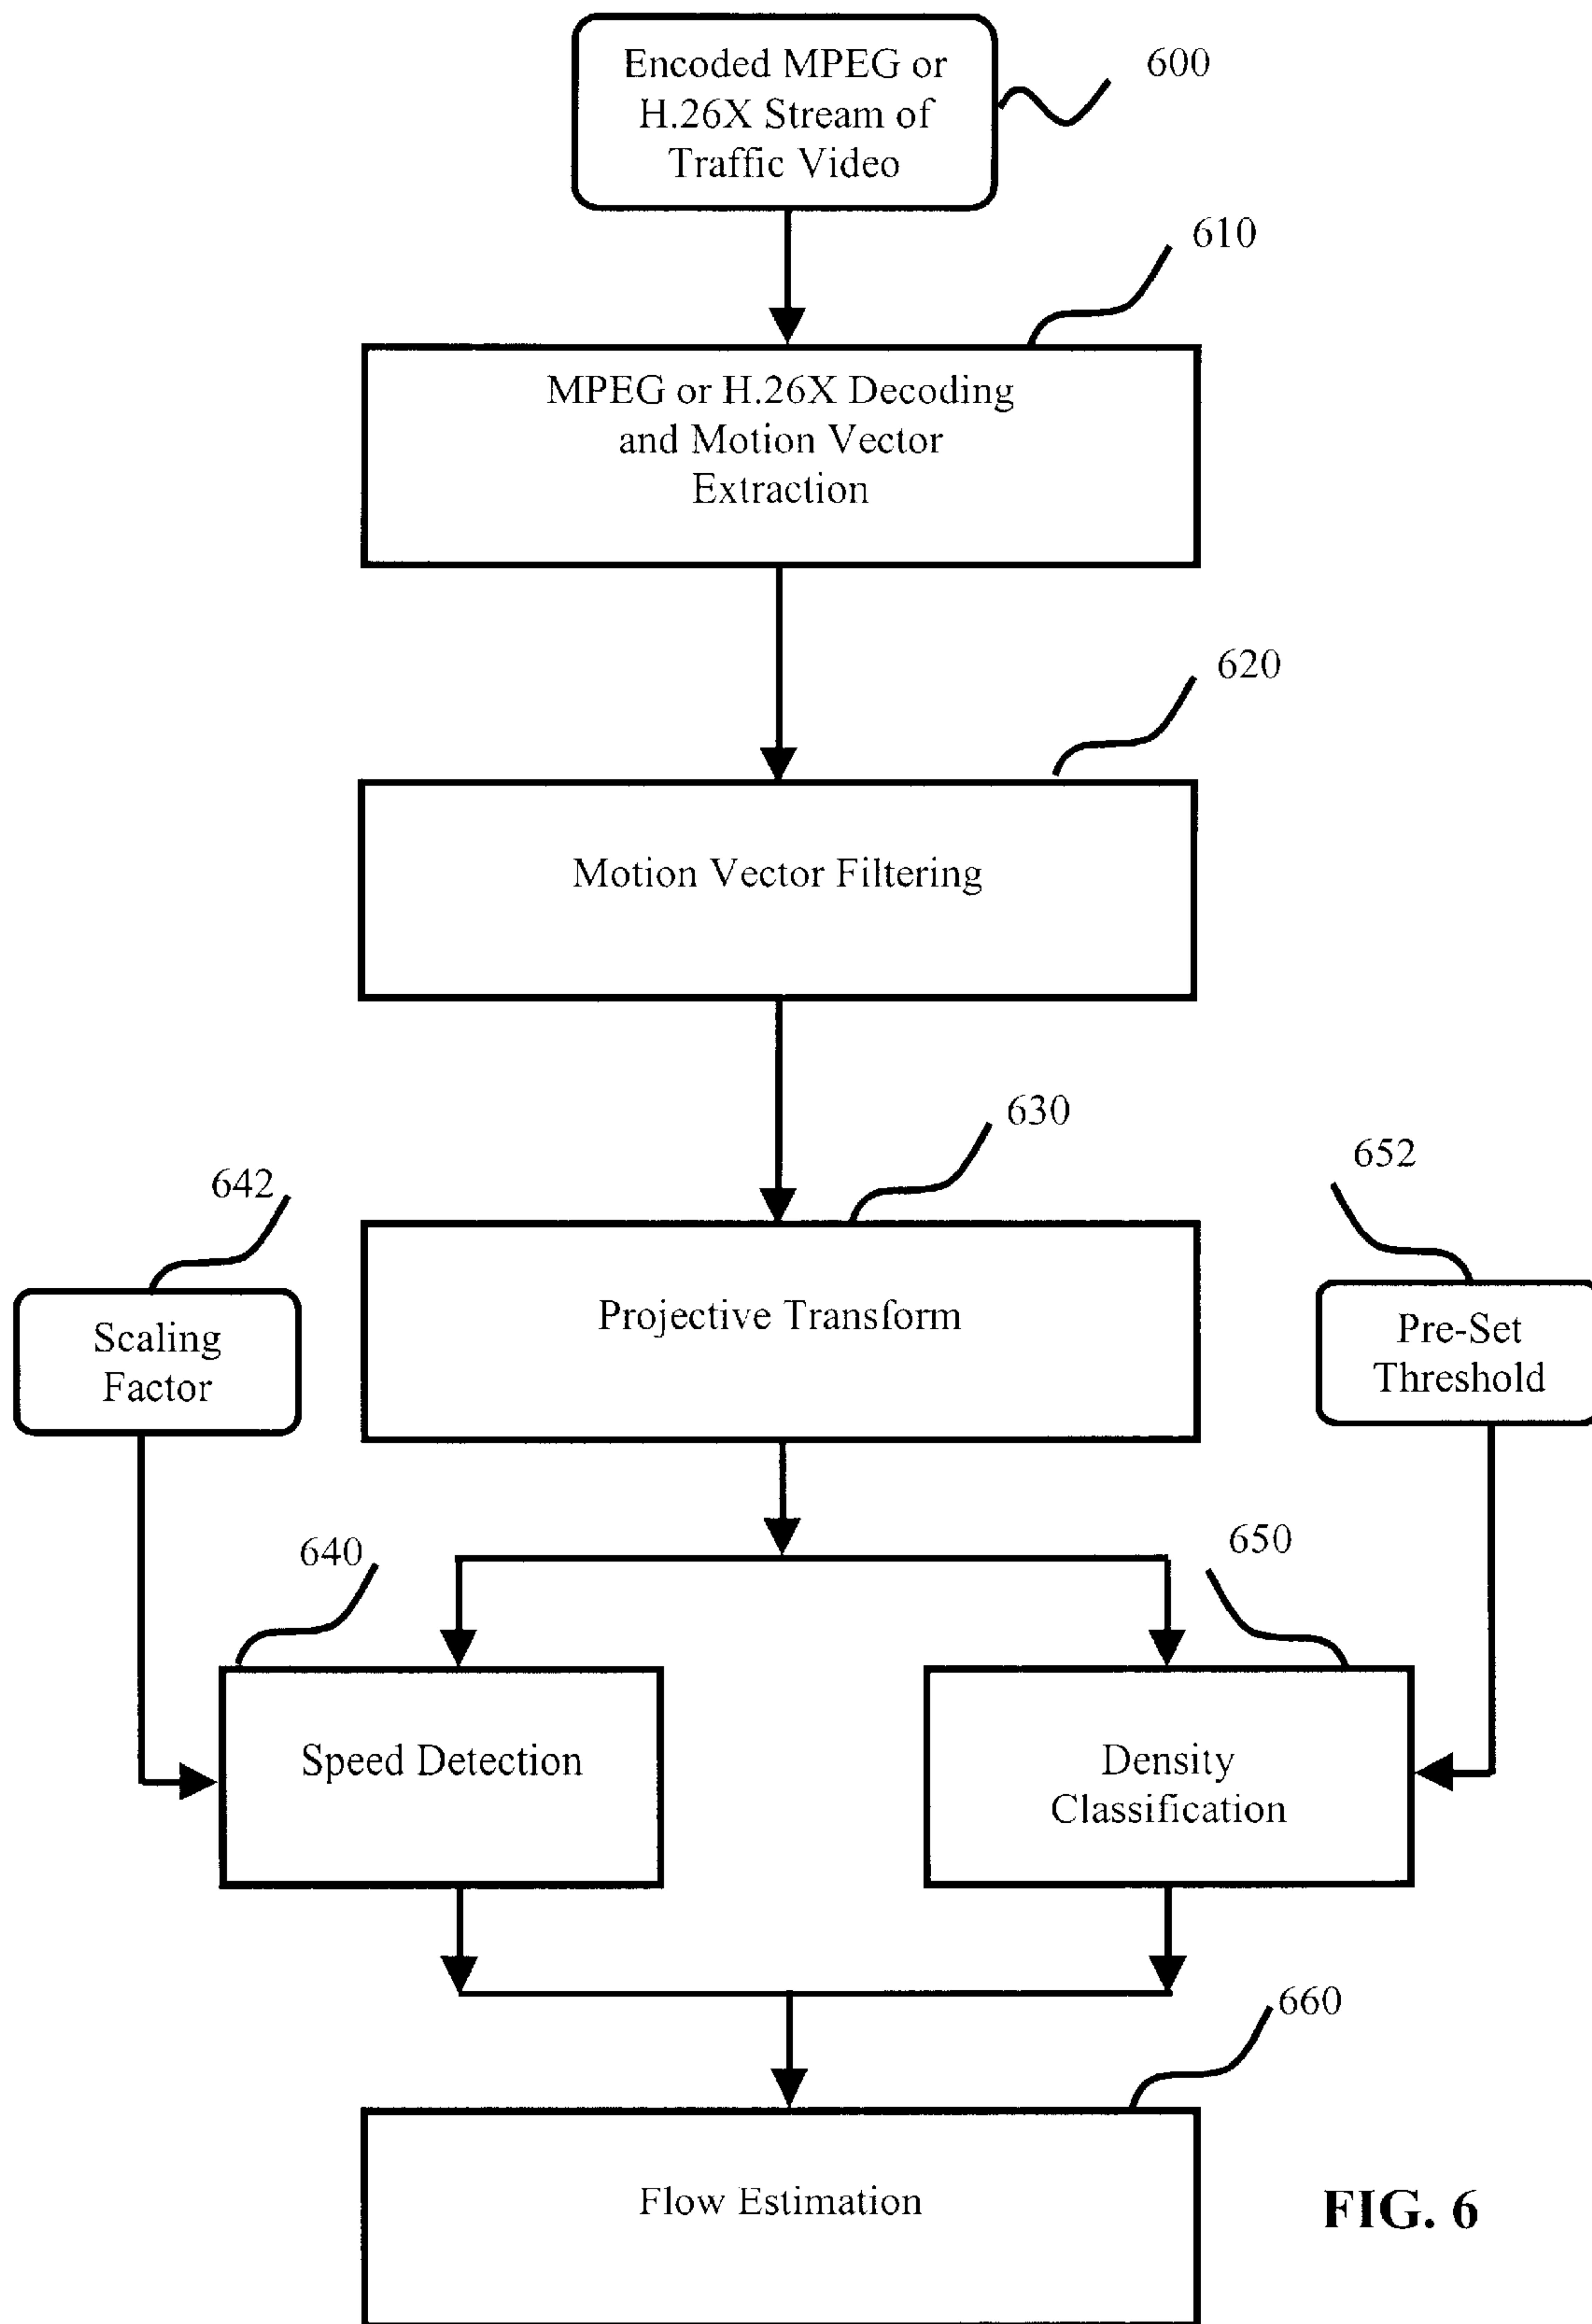 Encoded MPEG or
H.26X Stream of
Traffic Video
600
610
MPEG or H.26X Decoding
and Motion Vector
Extraction
620
Motion Vector Filtering
630
642
652
Scaling
Factor
Projective Transform
Pre-Set
Threshold
640
650
Speed Detection
Density
Classification
660
Flow Estimation
FIG. 6